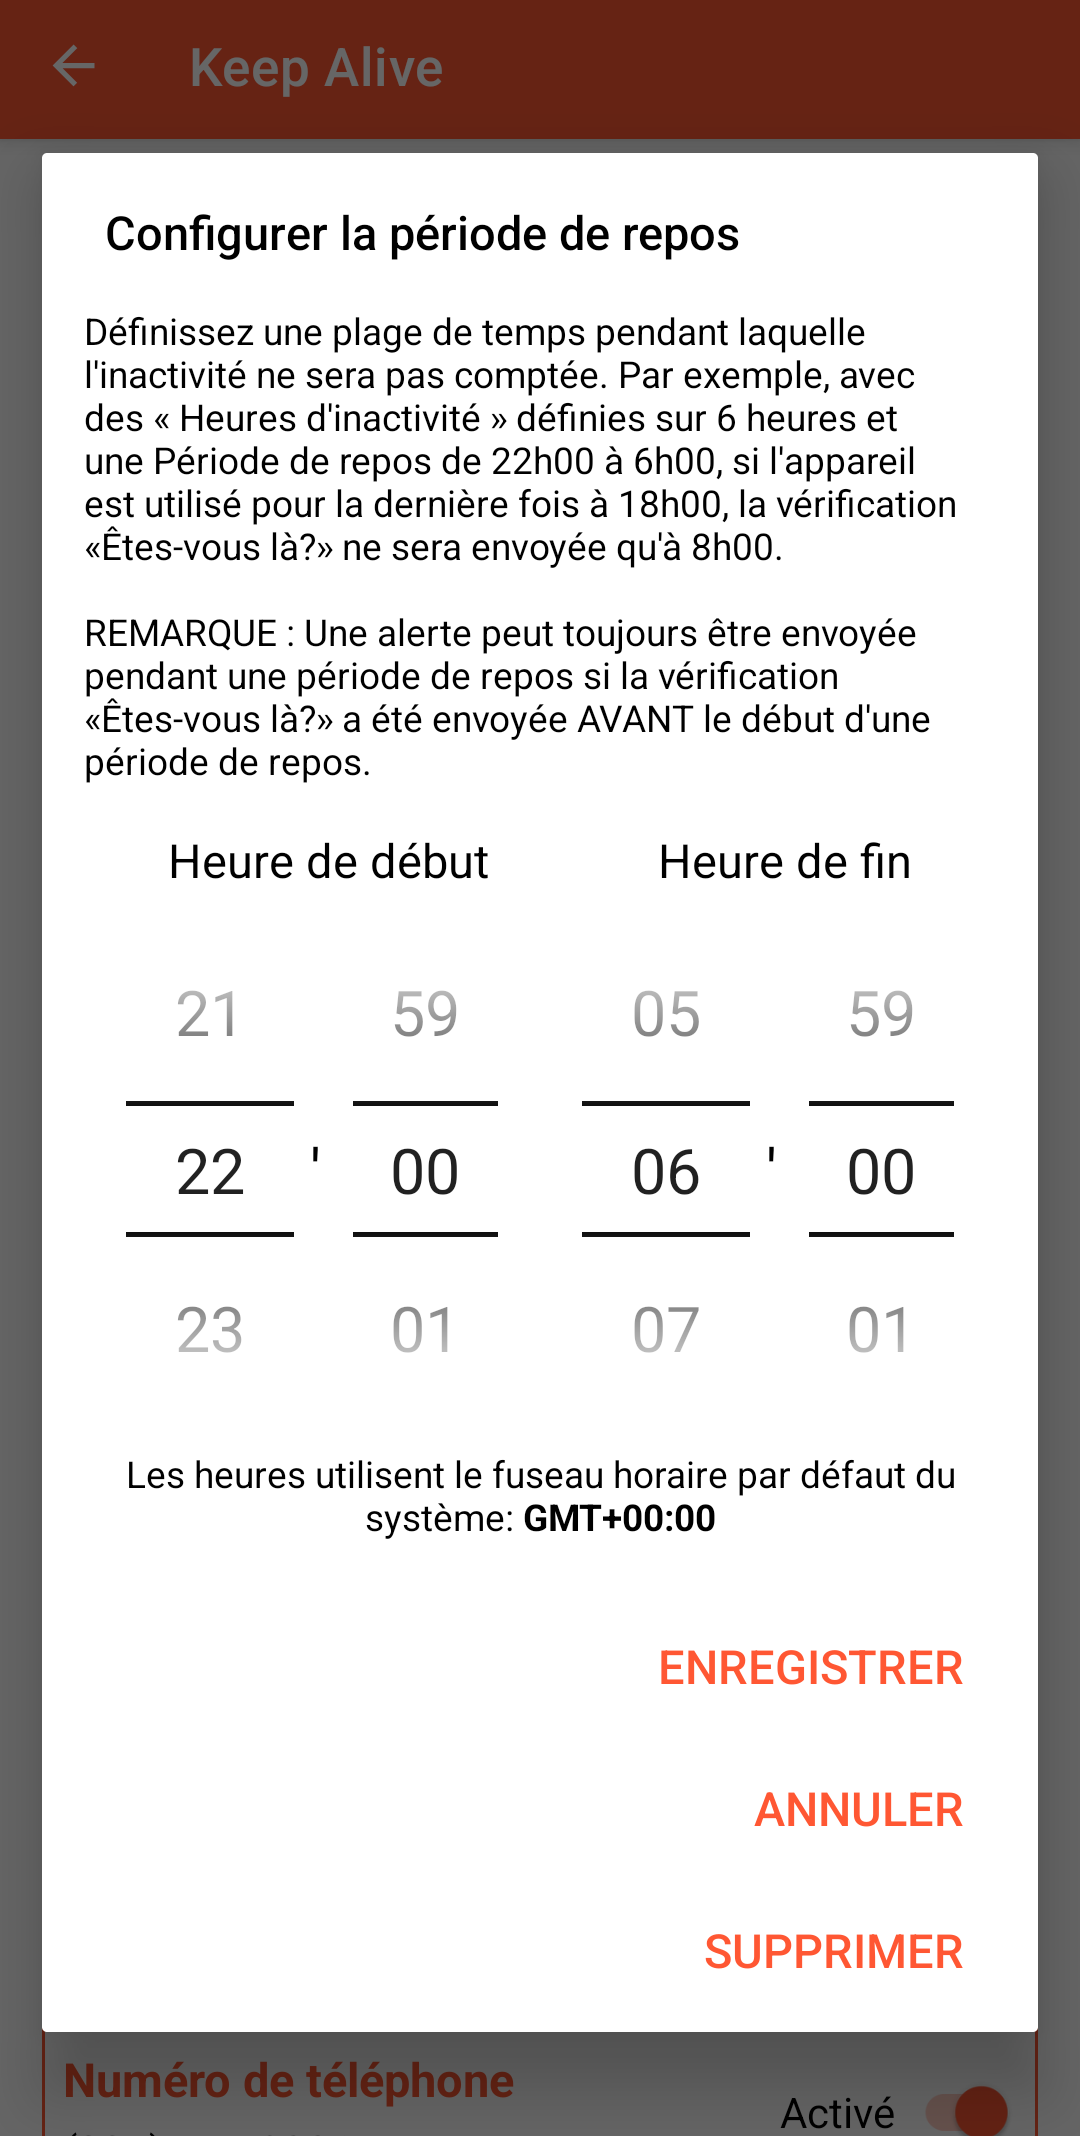 Keep Alive
Configurer la période de repos
Définissez une plage de temps pendant laquelle
l'inactivité ne sera pas comptée. Par exemple, avec
des « Heures d'inactivité » définies sur 6 heures et
une Période de repos de 22h00 à 6h00, si l'appareil
est utilisé pour la dernière fois à 18h00, la vérification
«Êtes-vous là?» ne sera envoyée qu'à 8h00.
REMARQUE : Une alerte peut toujours être envoyée
pendant une période de repos si la vérification
«Êtes-vous là?» a été envoyée AVANT le début d'une
période de repos.
Heure de début Heure de fin
21 59 05 59
22 ' 00 06 ' 00
23 01 07 01
Les heures utilisent le fuseau horaire par défaut du
système: GMT+00:00
ENREGISTRER
ANNULER
SUPPRIMER
Numéro de téléphone
Activé